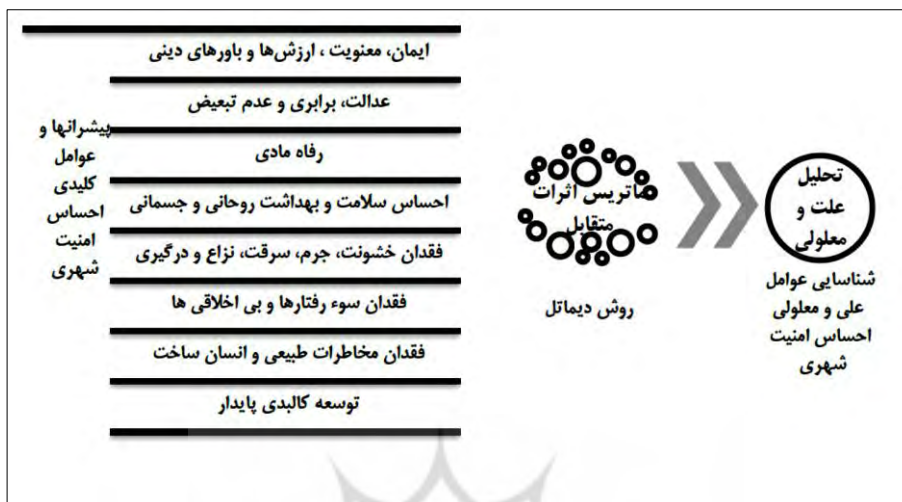 پیشرانها و
عوامل
کلیدی
احساس
امنیت
شهری
ایمان، معنویت ، ارزش‌ها و باورهای دینی
عدالت، برابری و عدم تبعیض
رفاه مادی
احساس سلامت و بهداشت روحانی و جسمانی
فقدان خشونت، جرم، سرقت، نزاع و درگیری
فقدان سوء رفتارها و بی اخلاقی ها
فقدان مخاطرات طبیعی و انسان ساخت
توسعه کالبدی پایدار
ماتریس اثرات
متقابل
روش دیماتل
تحلیل
علت و
معلولی
شناسایی عوامل
علی و معلولی
احساس امنیت
شهری